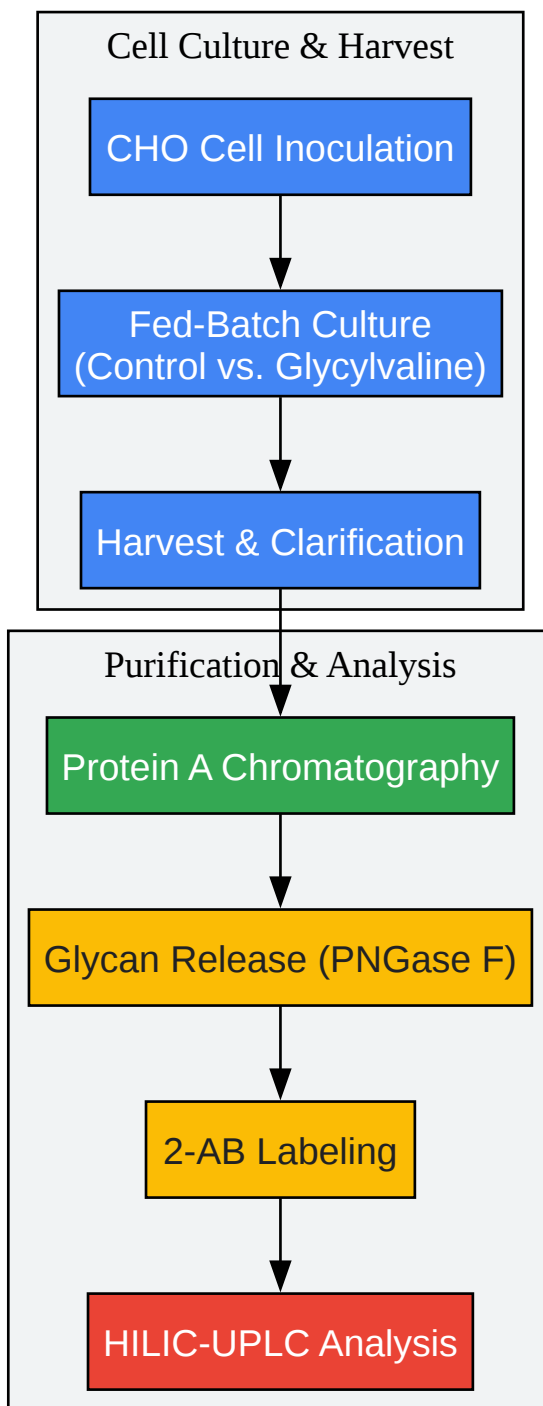 Cell Culture & Harvest
CHO Cell Inoculation
Fed-Batch Culture
(Control vs. Glycylvaline)
Harvest & Clarification
Purification & Analysis
Protein A Chromatography
Glycan Release (PNGase F)
2-AB Labeling
HILIC-UPLC Analysis